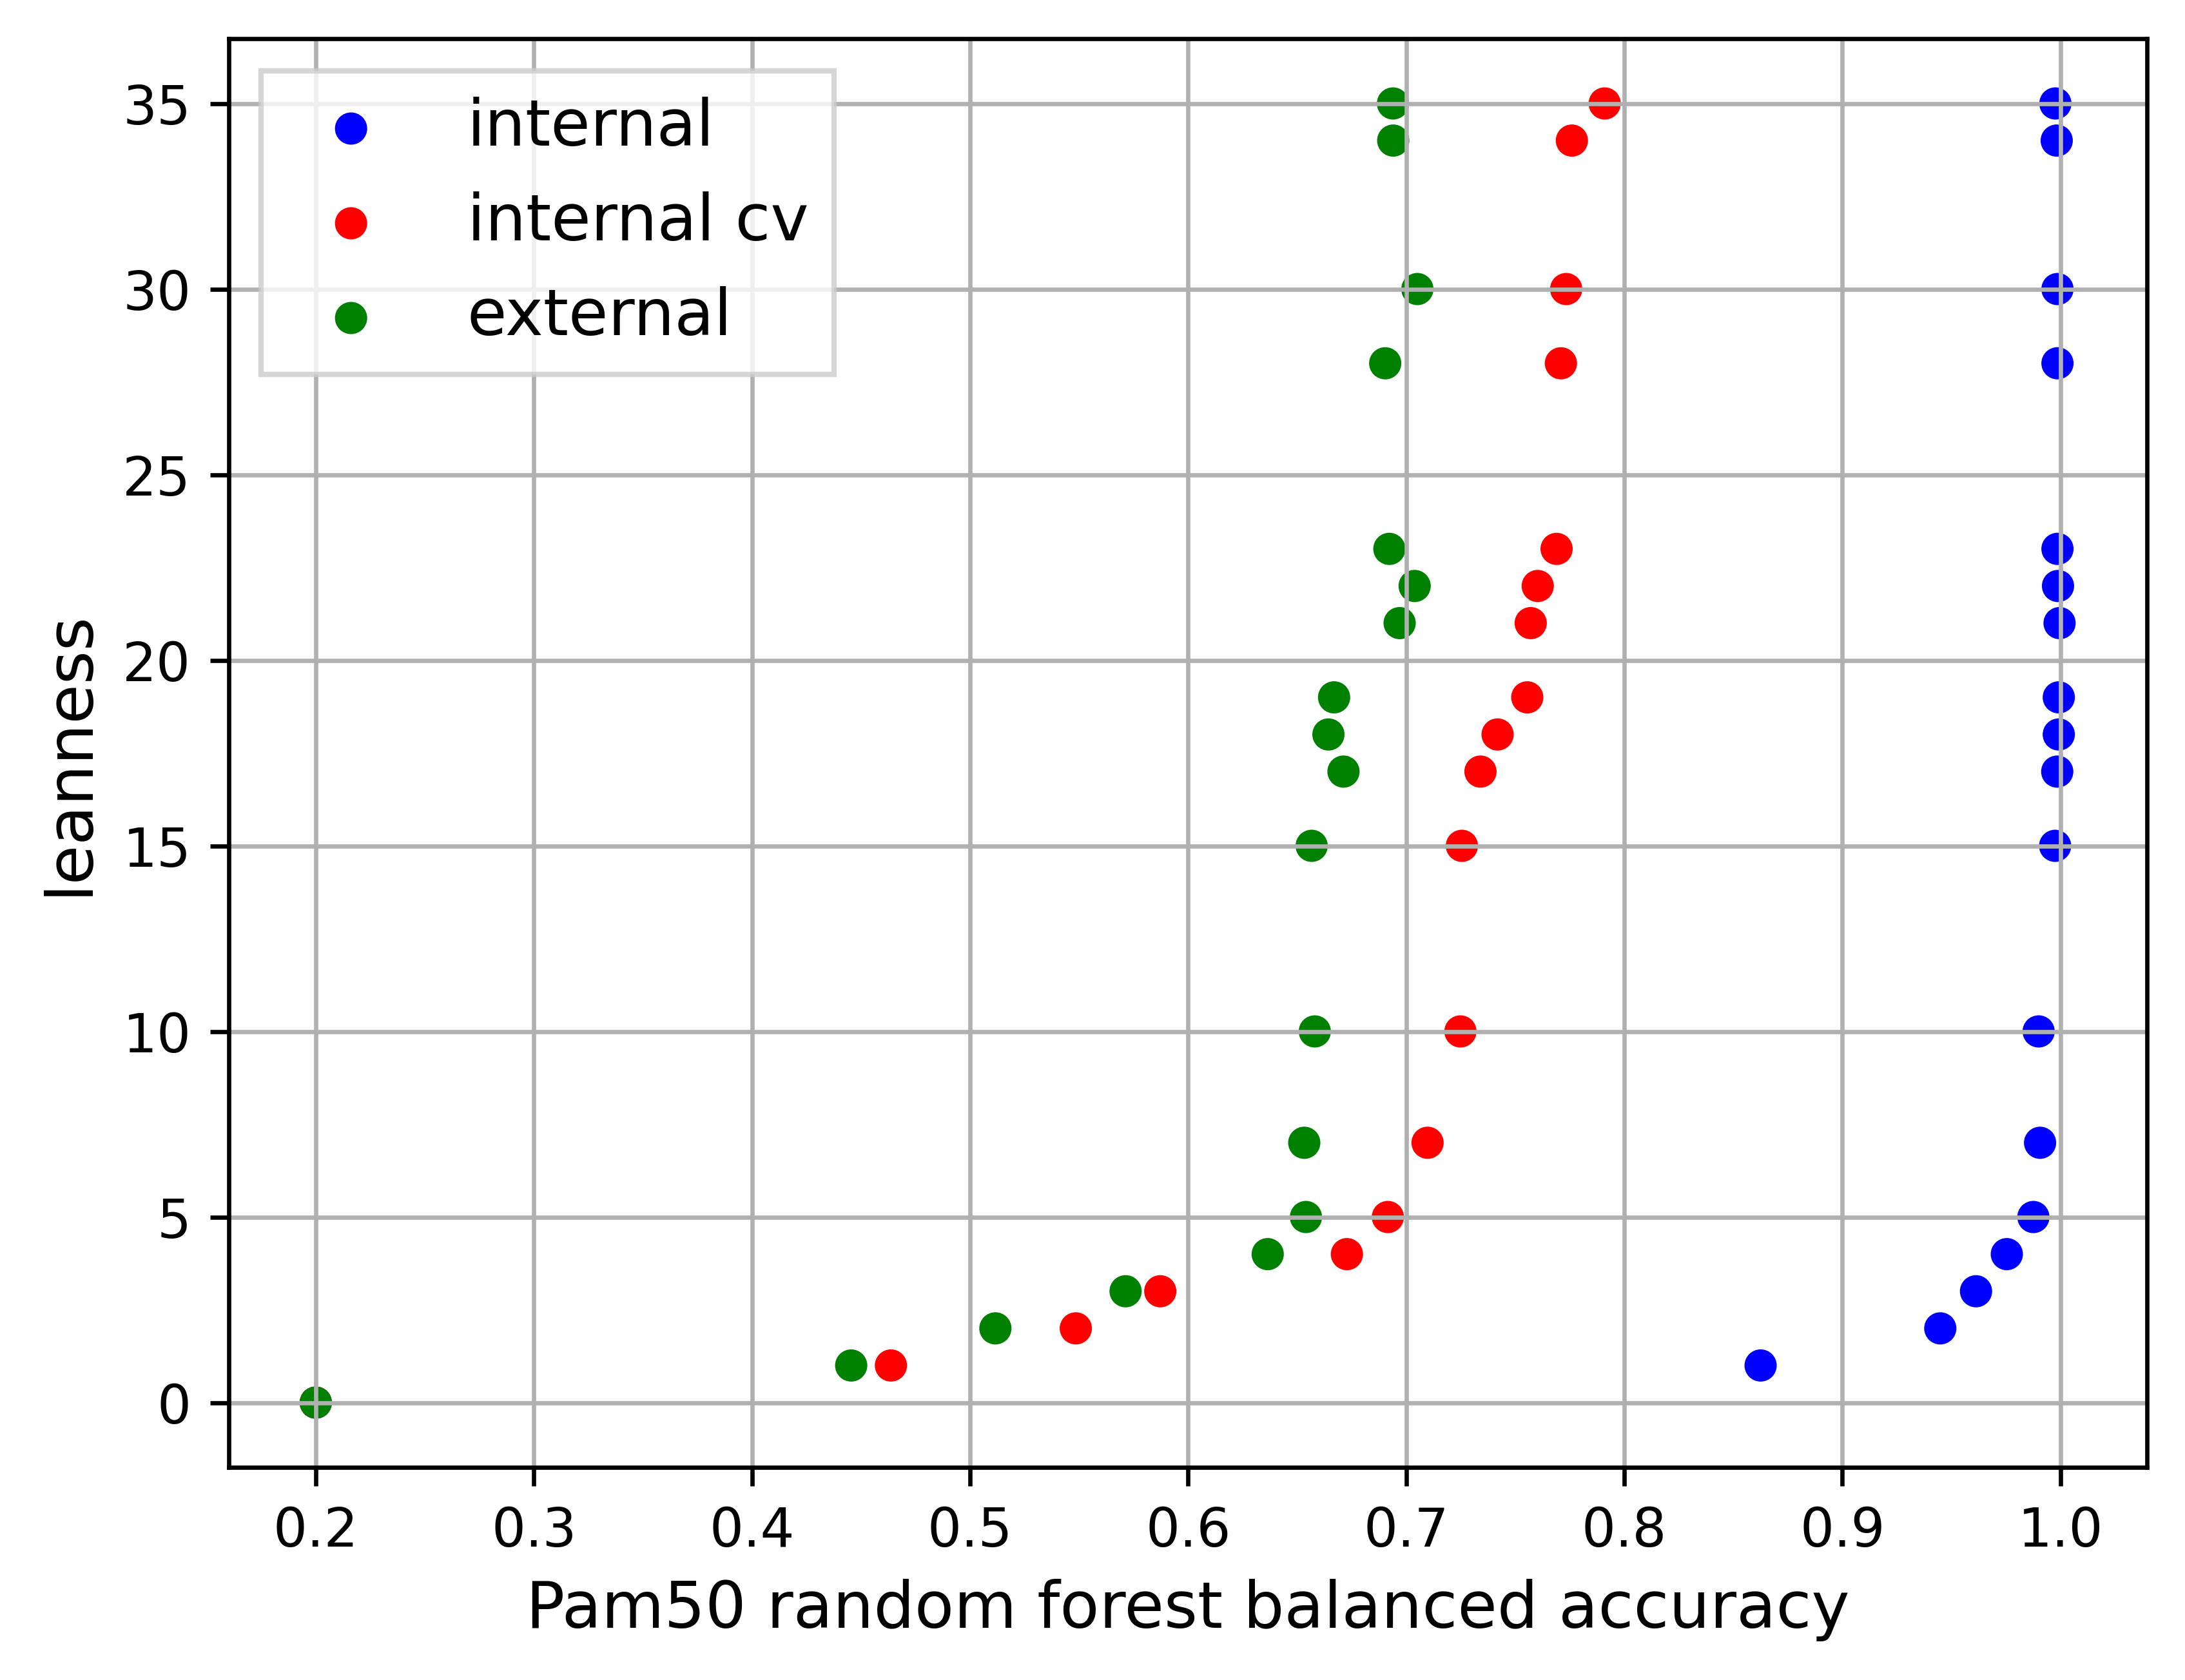 internal
internal cv
external
35
30
25
20
15
10
5
0
leanness
0.2 0.3 0.4 0.5 0.6 0.7 0.8 0.9 1.0
Pam50 random forest balanced accuracy